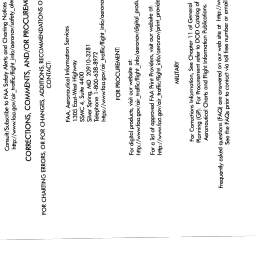 Consult/Subscribe to FAA Safety Alerts and Charting Notices
http://www.faa.gov/air_traffic/flight_info/aeronav/safety_
CORRECTIONS, COMMENTS, AND/OR PROCUREMENT
FOR CHARTING ERRORS, OR FOR CHANGES, ADDITIONS, RECOMMENDATIONS O
CONTACT:
FAA, Aeronautical Information Services
1305 East-West Highway
SSMC 4, Suite 4400
Silver Spring, MD 20910-3281
Telephone 1-800-638-8972
http://www.faa.gov/air_traffic/flight_info/aeronav
FOR PROCUREMENT:
For digital products, visit our website at:
http://www.faa.gov/air_traffic/flight_info/aeronav/digital_produ
For a list of approved FAA Print Providers, visit our website at:
http://www.faa.gov/air_traffic/flight_info/aeronav/print_provide
MILITARY
For Corrections Information, See Chapter 11 of General
Planning (GP). For Procurement refer to DOD Catalog of
Aeronautical Charts and Flight Information Publications.
Frequently asked questions (FAQ) are answered on our web site at http://
See the FAQs prior to contact via toll free number or email